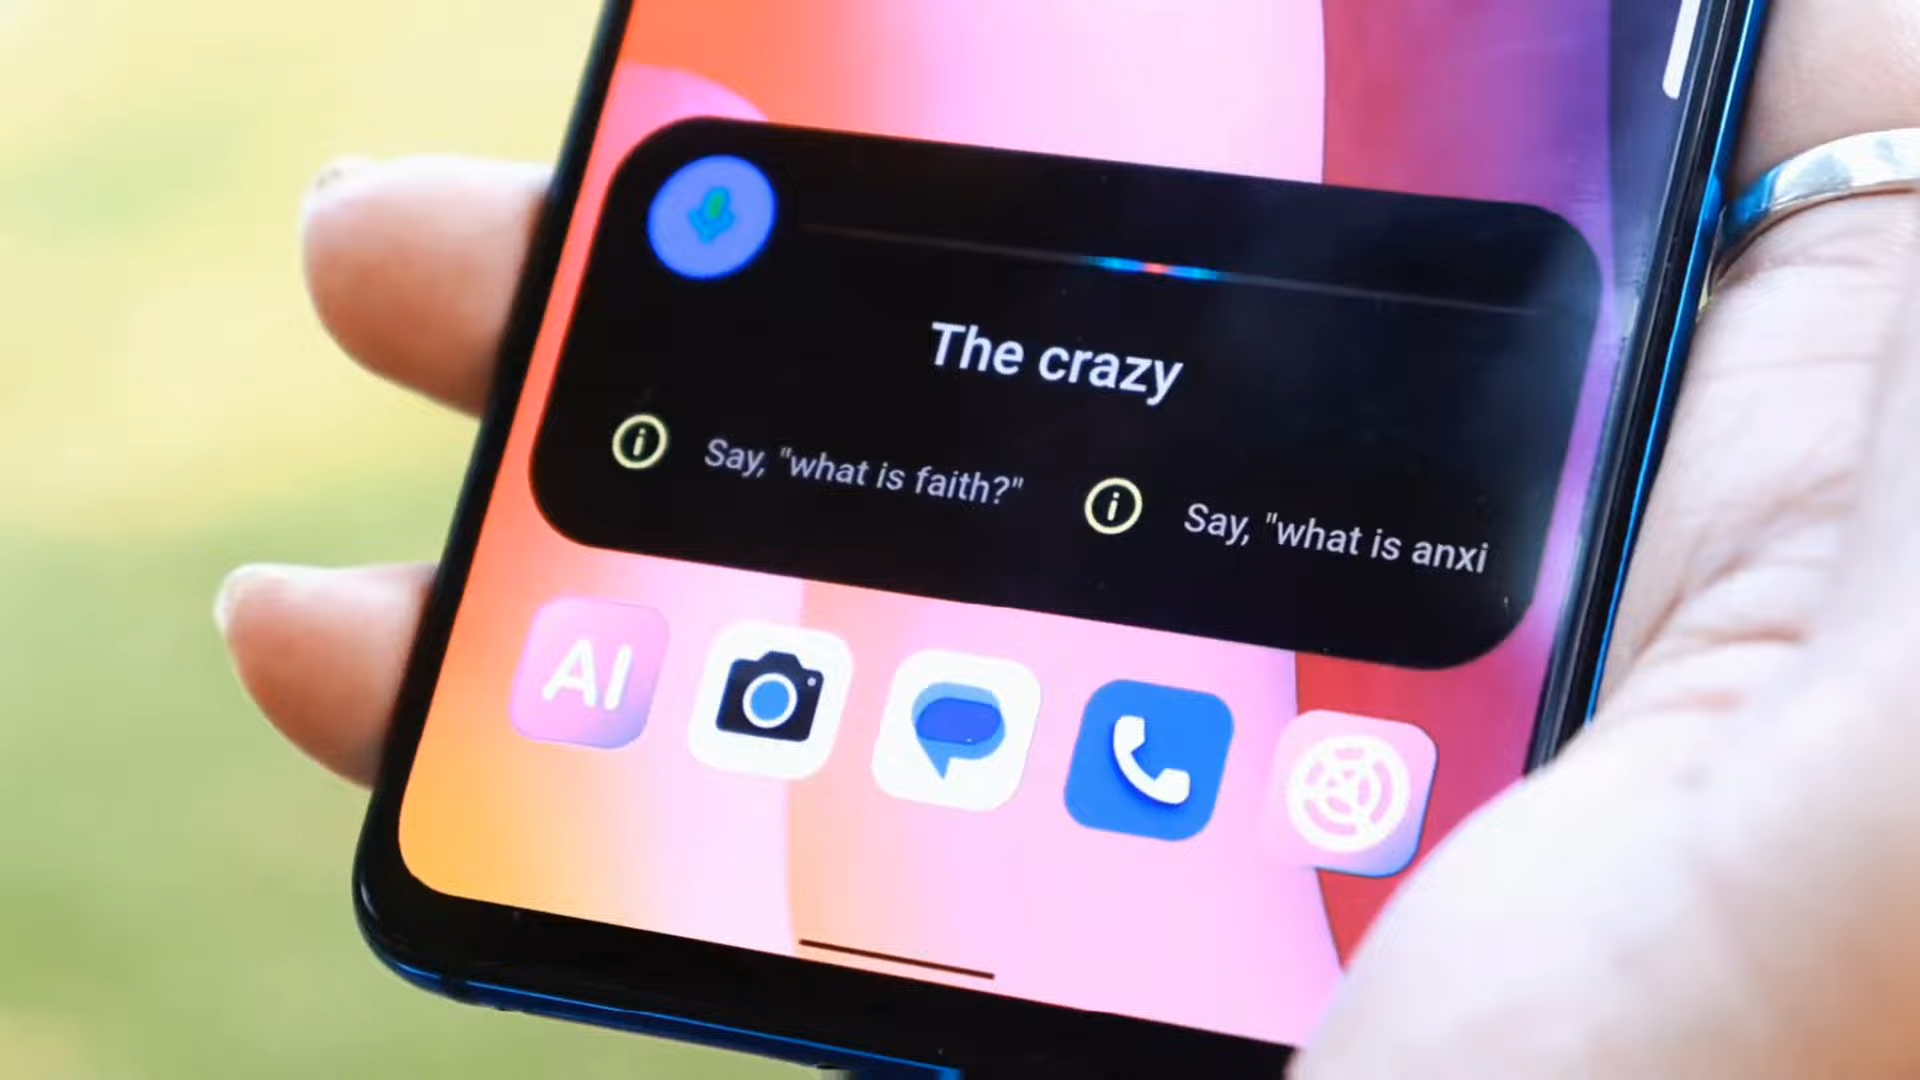 The crazy
Say, "what is faith?"
Say, "what is anxi
AI